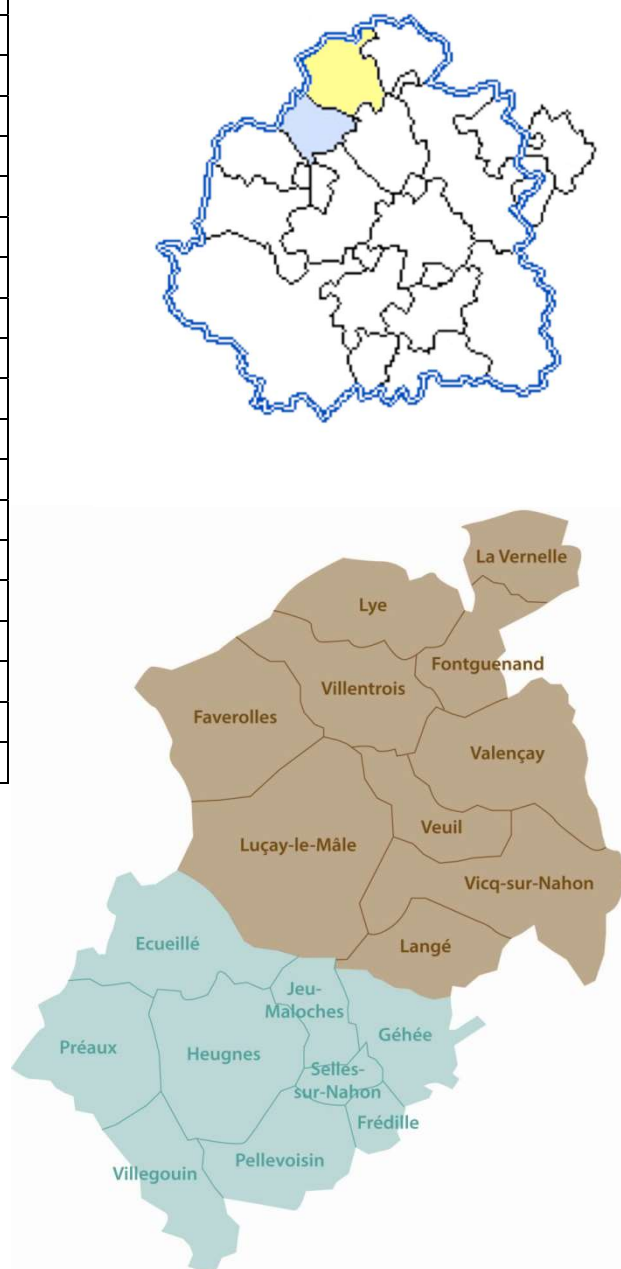 La Vernelle
Lye
Fontguenand
Villentrois
Faverolles
Valençay
Veuil
Luçay-le-Mâle
Vicq-sur-Nahon
Langé
Ecueillé
Jeu-
Maloches
Géhée
Préaux
Heugnes
Selles-
sur-Nahon
Frédille
Pellevoisin
Villegouin